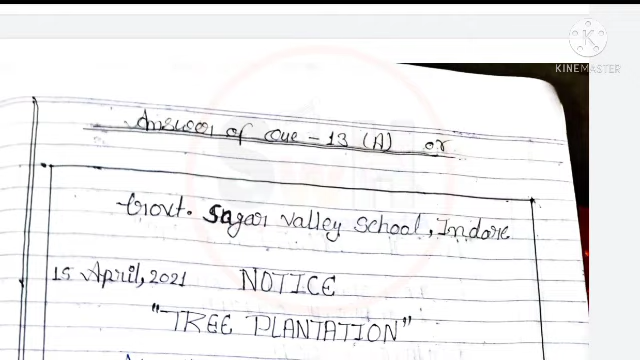 KINEMASTER
Answer of Que - 13 (A) or
Govt. Sagar Valley School, Indore
15 April, 2021 NOTICE
"TREE PLANTATION"